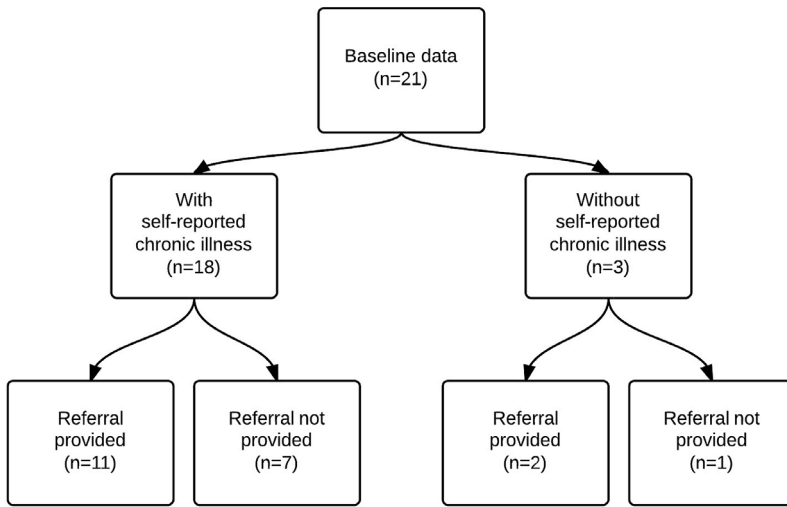 Baseline data
(n=21)
With
self-reported
chronic illness
(n=18)
Without
self-reported
chronic illness
(n=3)
Referral
provided
(n=11)
Referral not
provided
(n=7)
Referral
provided
(n=2)
Referral not
provided
(n=1)